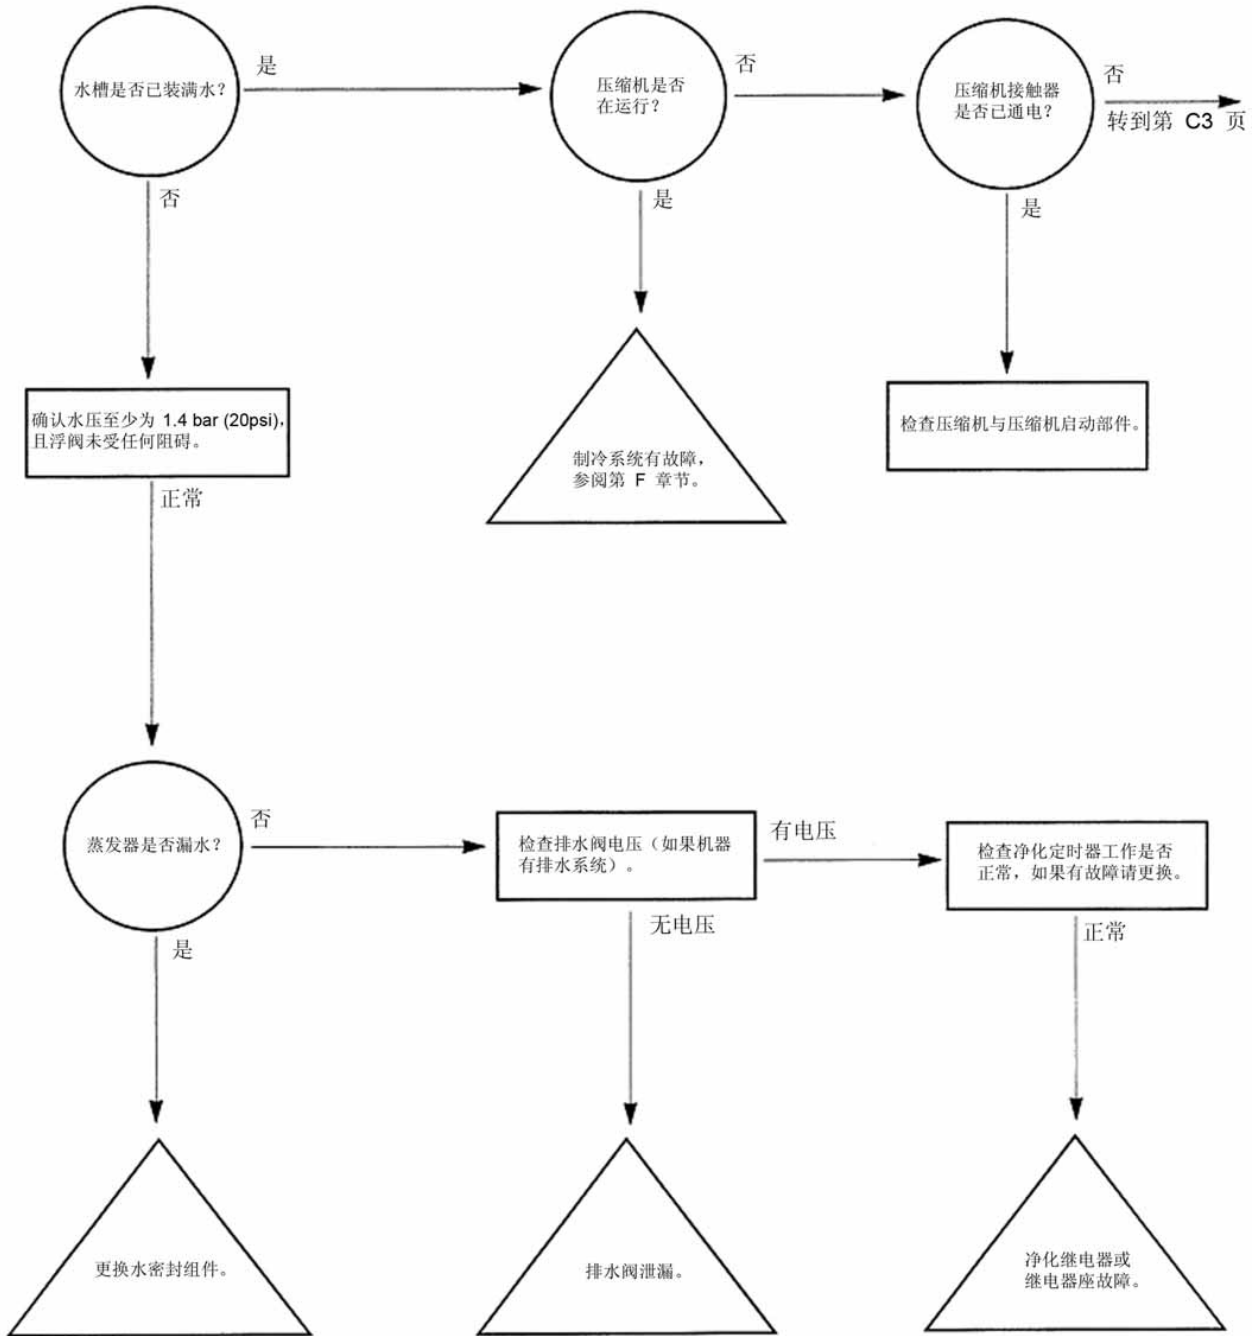 水槽是否已装满水?
是
压缩机是否
在运行?
否
压缩机接触器
是否已通电?
否
转到第 C3 页
否
是
是
确认水压至少为 1.4 bar (20psi),
且浮阀未受任何阻碍。
制冷系统有故障,
参阅第 F 章节。
检查压缩机与压缩机启动部件。
正常
蒸发器是否漏水?
否
检查排水阀电压(如果机器
有排水系统)。
有电压
检查净化定时器工作是否
正常,如果有故障请更换。
是
无电压
正常
更换水密封组件。
排水阀泄漏。
净化继电器或
继电器座故障。